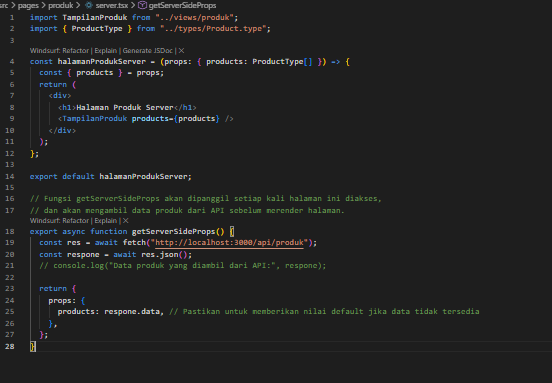 src > pages > produk > server.tsx > getServerSideProps
1 import TampilanProduk from "../views/produk";
2 import { ProductType } from "../types/Product.type";
3
Windsurf: Refactor | Explain | Generate JSDoc | X
4 const halamanProdukServer = (props: { products: ProductType[] }) => {
5 const { products } = props;
6 return (
7 <div>
8 <h1>Halaman Produk Server</h1>
9 <TampilanProduk products={products} />
10 </div>
11 );
12 };
13
14 export default halamanProdukServer;
15
16 // Fungsi getServerSideProps akan dipanggil setiap kali halaman ini diakses,
17 // dan akan mengambil data produk dari API sebelum merender halaman.
Windsurf: Refactor | Explain | X
18 export async function getServerSideProps() {
19 const res = await fetch("http://localhost:3000/api/produk");
20 const respone = await res.json();
21 // console.log("Data produk yang diambil dari API:", respone);
22
23 return {
24 props: {
25 products: respone.data, // Pastikan untuk memberikan nilai default jika data tidak tersedia
26 },
27 };
28 }